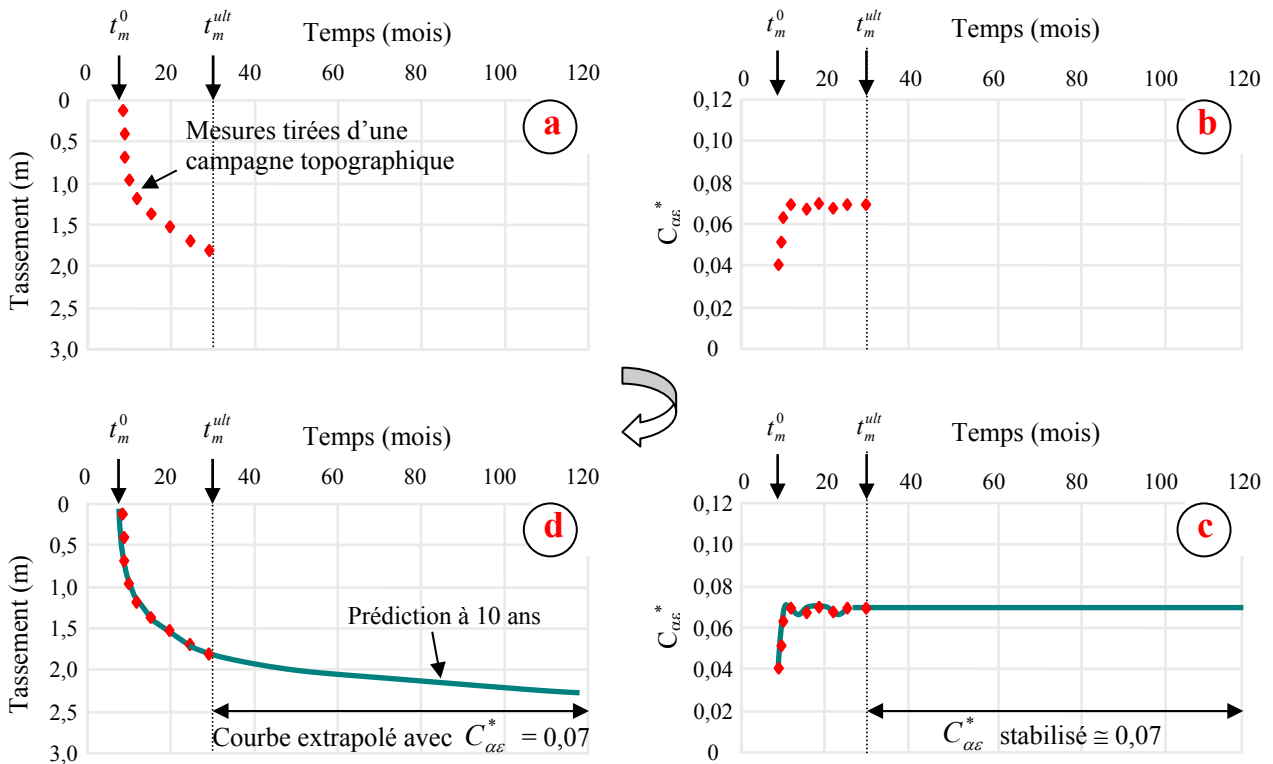 t_m^0
t_m^ult
Temps (mois)
0 20 40 60 80 100 120
0
0,5
1,0
1,5
2,0
2,5
3,0
Tassement (m)
Mesures tirées d’une
campagne topographique
a
t_m^0
t_m^ult
Temps (mois)
0 20 40 60 80 100 120
0,12
0,10
0,08
0,06
0,04
0,02
0
C_αε^*
b
t_m^0
t_m^ult
Temps (mois)
0 20 40 60 80 100 120
0
0,5
1,0
1,5
2,0
2,5
3,0
Tassement (m)
d
Prédiction à 10 ans
Courbe extrapolé avec C_αε^* = 0,07
t_m^0
t_m^ult
Temps (mois)
0 20 40 60 80 100 120
0,12
0,10
0,08
0,06
0,04
0,02
0
C_αε^*
c
C_αε^* stabilisé ≅ 0,07